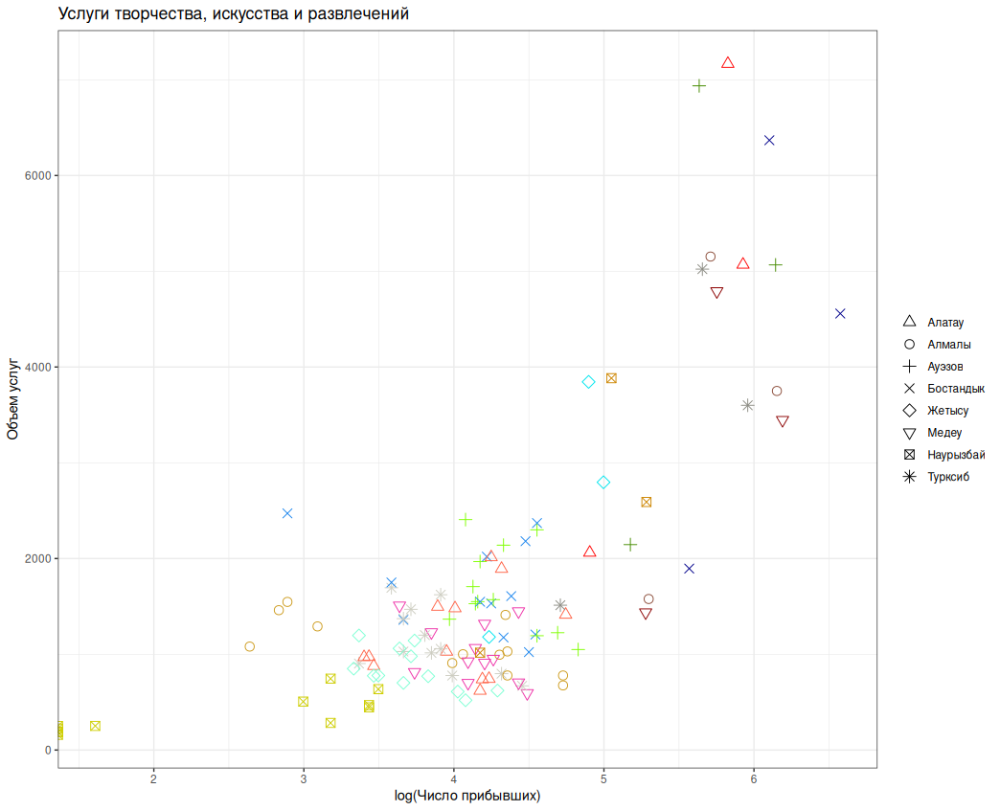 Услуги творчества, искусства и развлечений
Объем услуг
6000
4000
2000
0
2
3
4
5
6
log(Число прибывших)
Алатау
Алмалы
Ауэзов
Бостандык
Жетысу
Медеу
Наурызбай
Турксиб